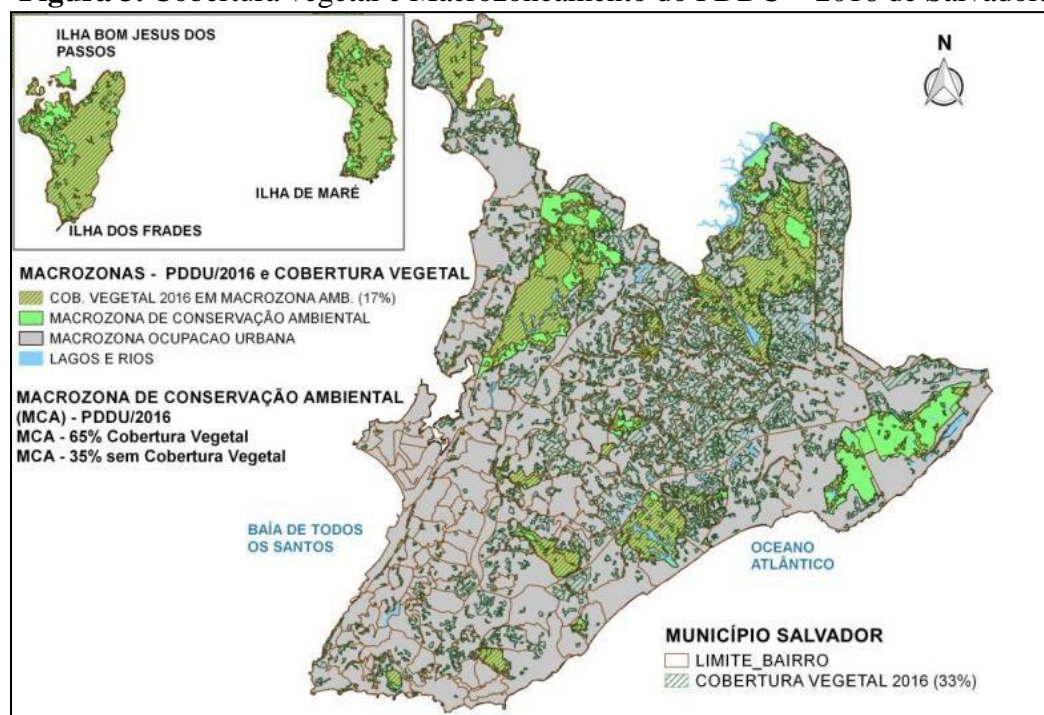 Figura 3: Cobertura Vegetal e Macrozoneamento do PDDU – 2016 de Salvador.
ILHA BOM JESUS DOS
PASSOS
ILHA DE MARÉ
ILHA DOS FRADES
N
MACROZONAS - PDDU/2016 e COBERTURA VEGETAL
COB. VEGETAL 2016 EM MACROZONA AMB. (17%)
MACROZONA DE CONSERVAÇÃO AMBIENTAL
MACROZONA OCUPACAO URBANA
LAGOS E RIOS
MACROZONA DE CONSERVAÇÃO AMBIENTAL
(MCA) - PDDU/2016
MCA - 65% Cobertura Vegetal
MCA - 35% sem Cobertura Vegetal
BAÍA DE TODOS
OS SANTOS
OCEANO
ATLÂNTICO
MUNICÍPIO SALVADOR
LIMITE_BAIRRO
COBERTURA VEGETAL 2016 (33%)